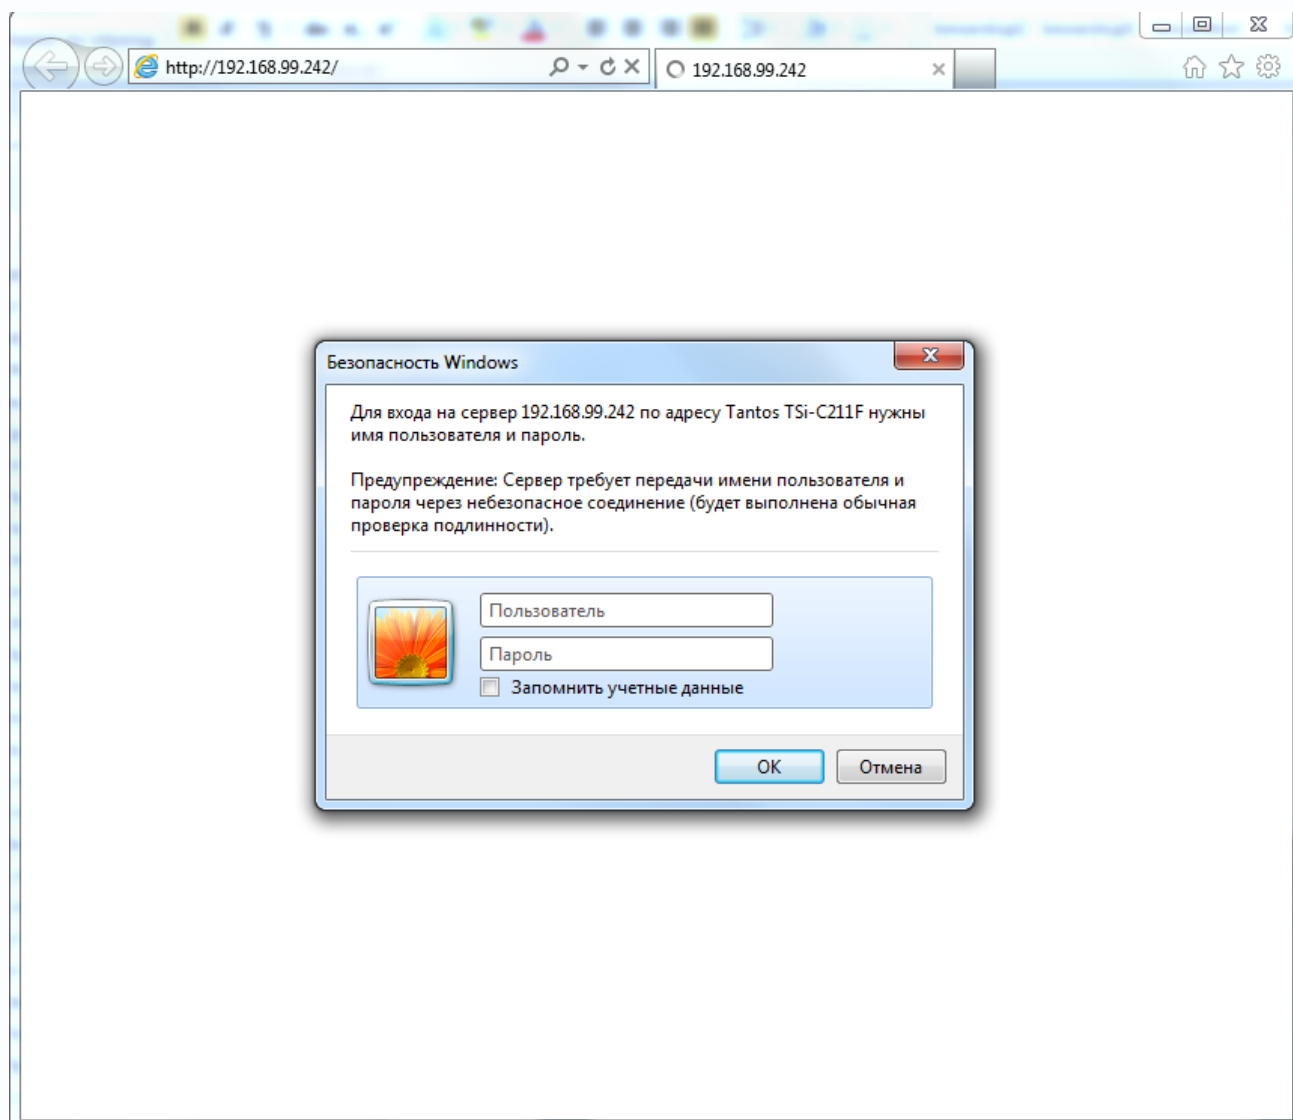 http://192.168.99.242/
192.168.99.242
Безопасность Windows
Для входа на сервер 192.168.99.242 по адресу Tantos TSi-C211F нужны
имя пользователя и пароль.
Предупреждение: Сервер требует передачи имени пользователя и
пароля через небезопасное соединение (будет выполнена обычная
проверка подлинности).
Пользователь
Пароль
Запомнить учетные данные
ОК
Отмена